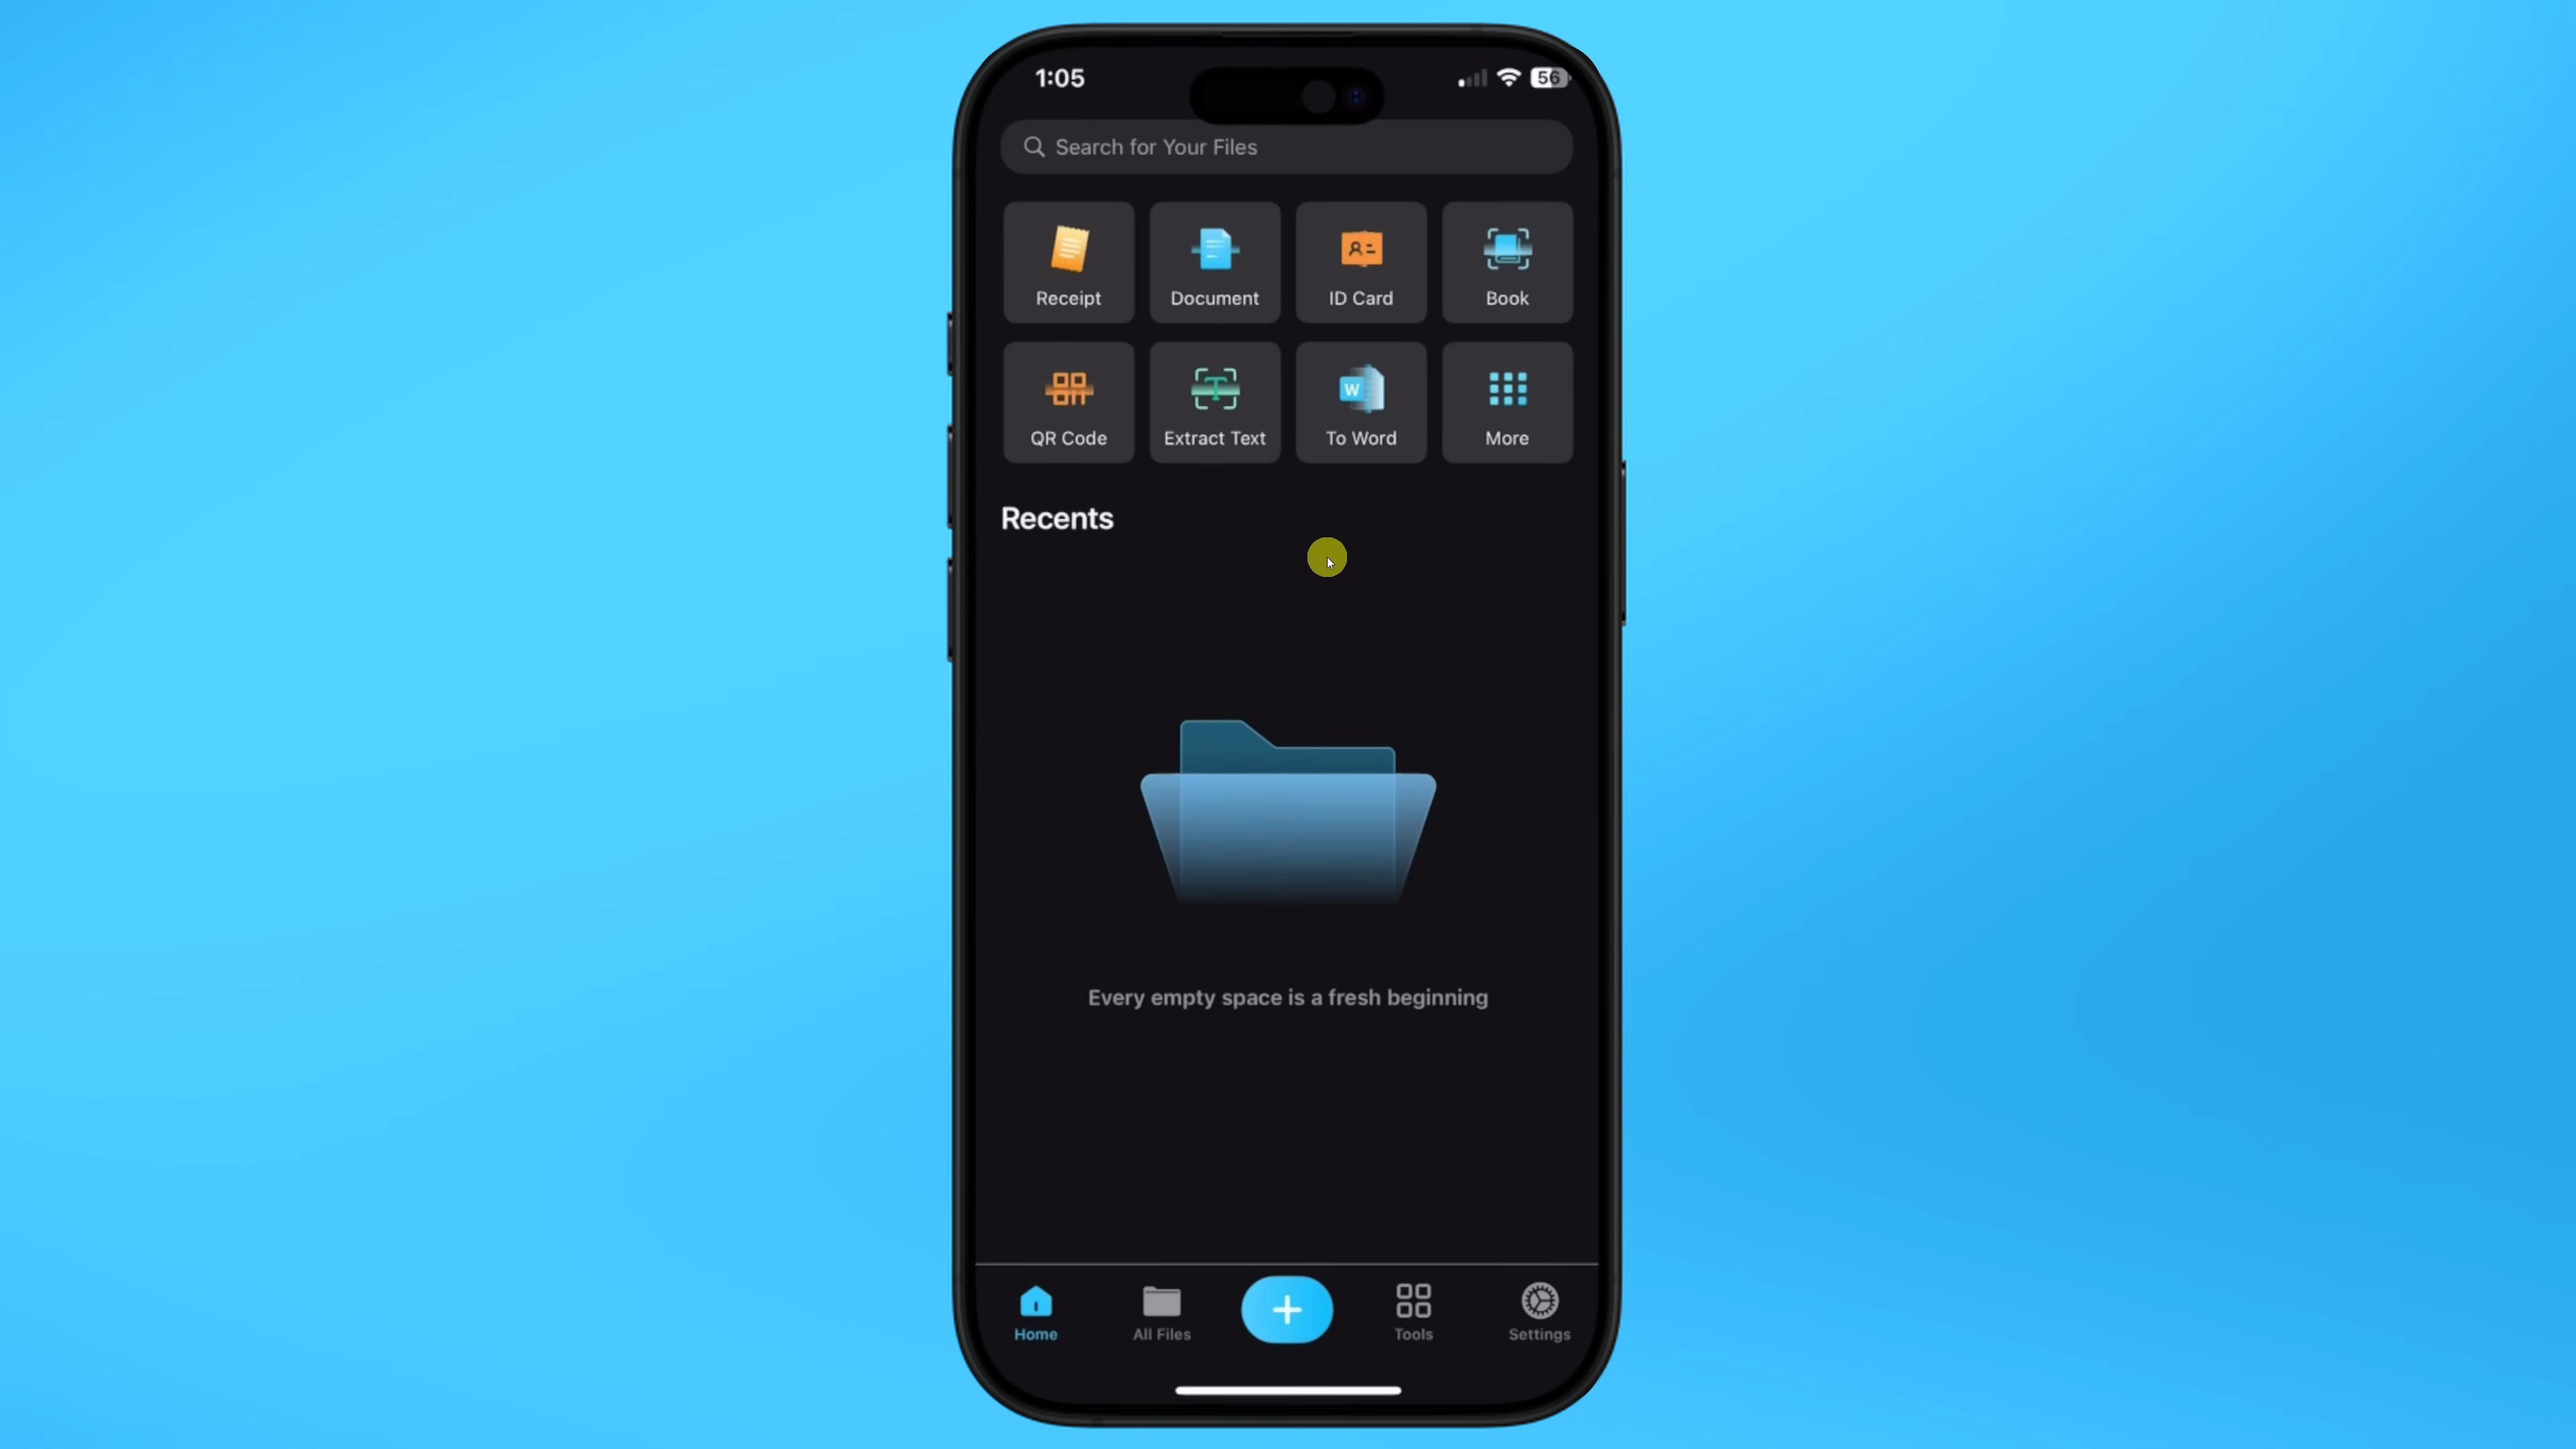 1:05
56
Search for Your Files
Receipt
Document
ID Card
Book
QR Code
Extract Text
W
To Word
More
Recents
Every empty space is a fresh beginning
Home
All Files
Tools
Settings